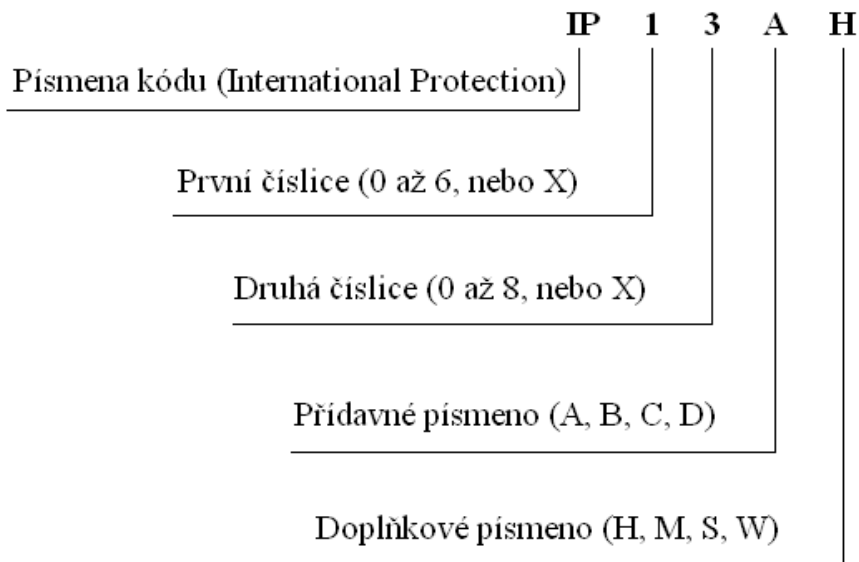 IP 1 3 A H
Písmena kódu (International Protection)
První číslice (0 až 6, nebo X)
Druhá číslice (0 až 8, nebo X)
Přídavné písmeno (A, B, C, D)
Doplňkové písmeno (H, M, S, W)